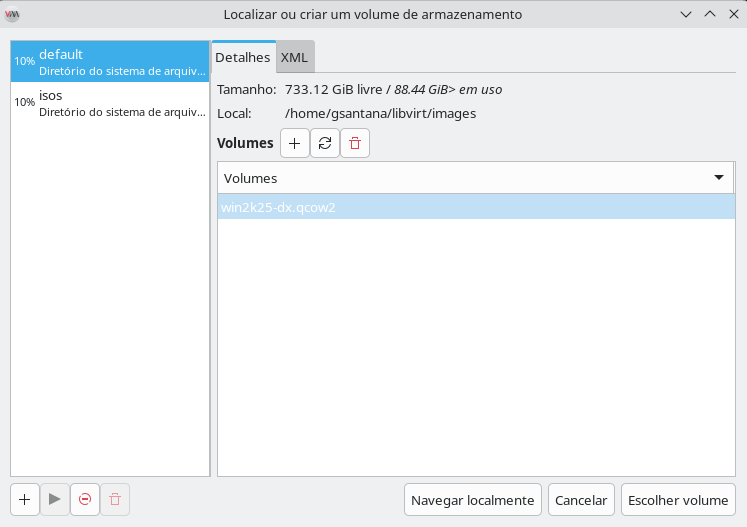 Localizar ou criar um volume de armazenamento
10% default
Diretório do sistema de arquiv...
10% isos
Diretório do sistema de arquiv...
Detalhes XML
Tamanho: 733.12 GiB livre / 88.44 GiB> em uso
Local: /home/gsantana/libvirt/images
Volumes
Volumes
win2k25-dx.qcow2
Navegar localmente Cancelar Escolher volume